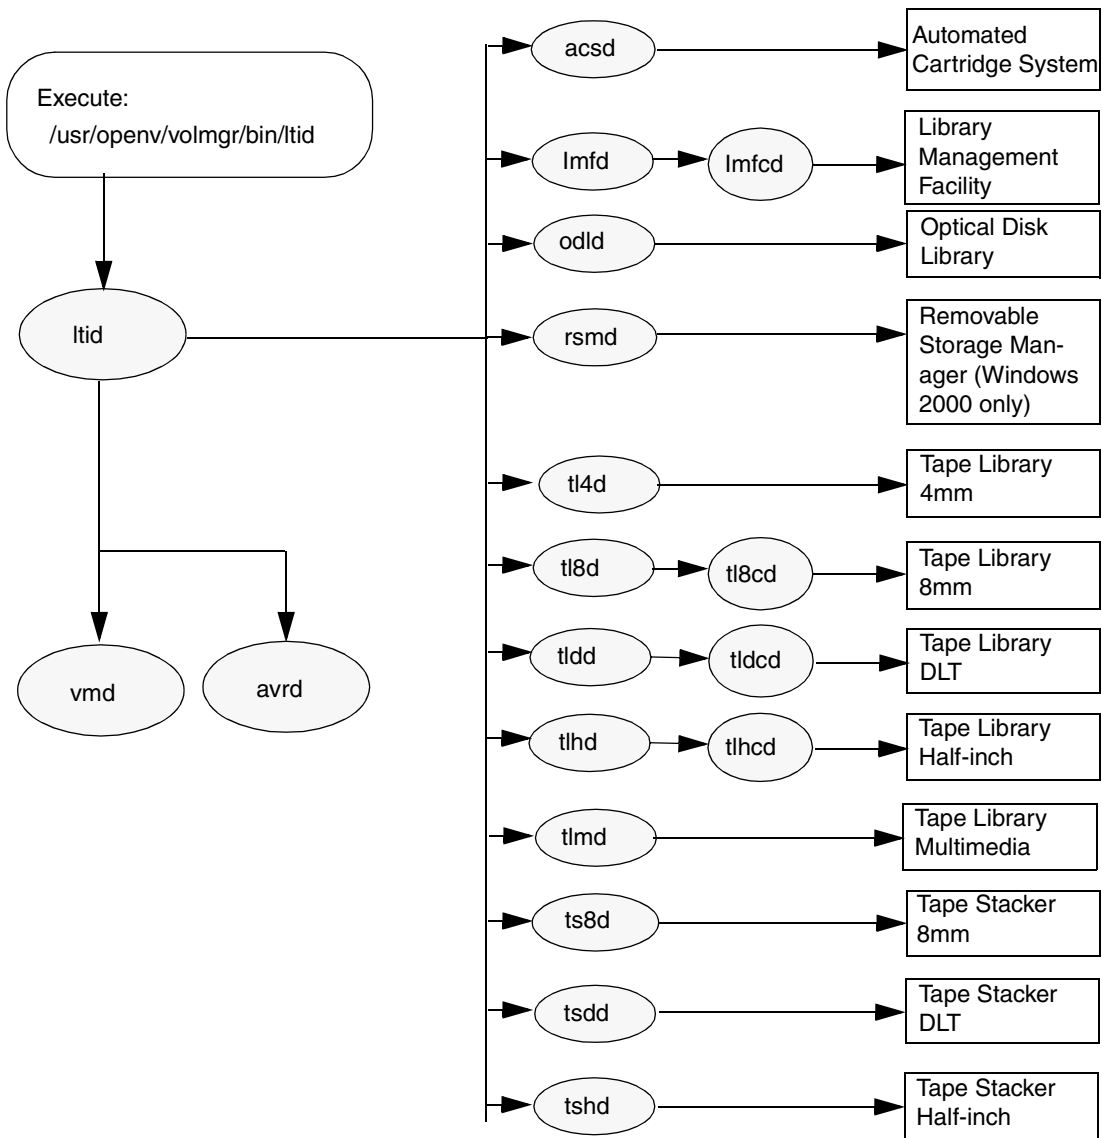 Execute:
/usr/openv/volmgr/bin/ltid
ltid
vmd
avrd
acsd
Automated
Cartridge System
lmfd
lmfcd
Library
Management
Facility
odld
Optical Disk
Library
rsmd
Removable
Storage Man-
ager (Windows
2000 only)
tl4d
Tape Library
4mm
tl8d
tl8cd
Tape Library
8mm
tldd
tldcd
Tape Library
DLT
tlhd
tlhcd
Tape Library
Half-inch
tlmd
Tape Library
Multimedia
ts8d
Tape Stacker
8mm
tsdd
Tape Stacker
DLT
tshd
Tape Stacker
Half-inch